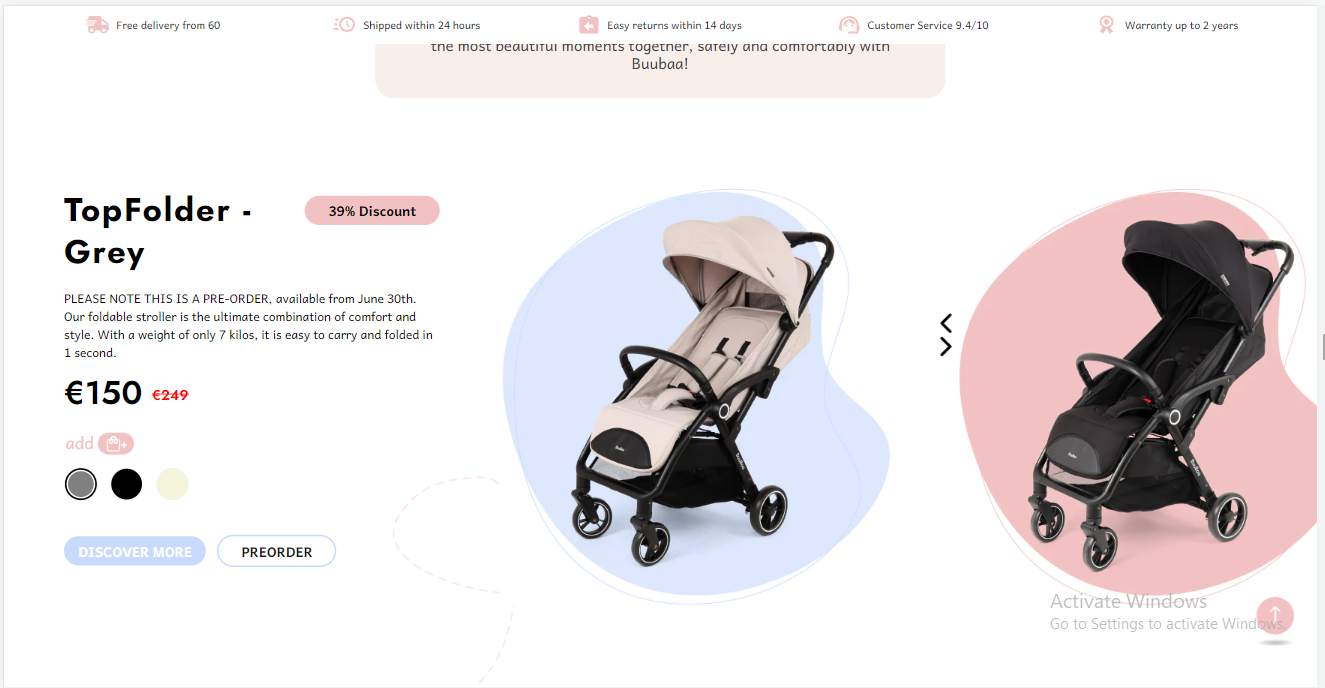 Free delivery from 60
Shipped within 24 hours
Easy returns within 14 days
Customer Service 9.4/10
Warranty up to 2 years
the most beautiful moments together, safely and comfortably with
Buubaa!
TopFolder -
Grey
39% Discount
PLEASE NOTE THIS IS A PRE-ORDER, available from June 30th.
Our foldable stroller is the ultimate combination of comfort and
style. With a weight of only 7 kilos, it is easy to carry and folded in
1 second.
€150 €249
add
DISCOVER MORE
PREORDER
Activate Windows
Go to Settings to activate Windows.